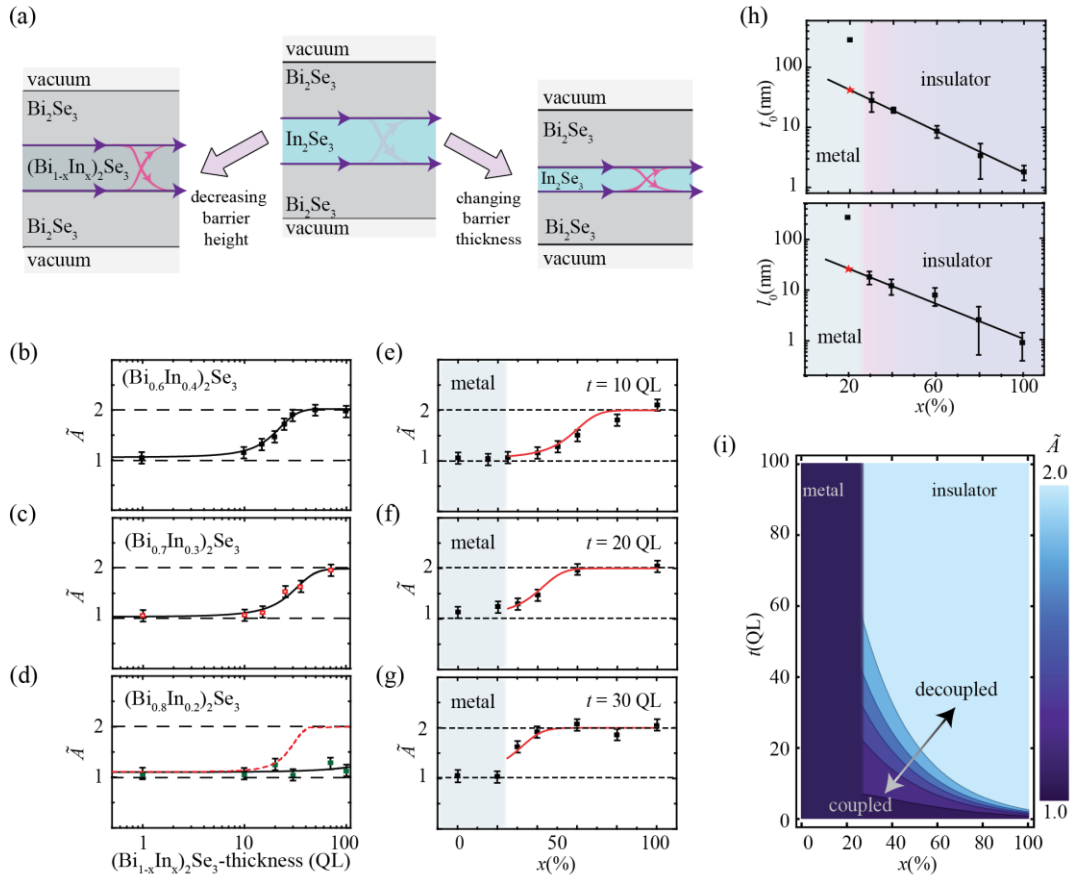 (a)
vacuum
Bi₂Se₃
(Bi₁₋ₓInₓ)₂Se₃
Bi₂Se₃
vacuum
decreasing
barrier
height
vacuum
Bi₂Se₃
In₂Se₃
Bi₂Se₃
vacuum
changing
barrier
thickness
vacuum
Bi₂Se₃
In₂Se₃
Bi₂Se₃
vacuum
(b)
(Bi₀.₆In₀.₄)₂Se₃
2
1
Ã
(c)
(Bi₀.₇In₀.₃)₂Se₃
2
1
Ã
(d)
(Bi₀.₈In₀.₂)₂Se₃
2
1
Ã
1 10 100
(Bi₁₋ₓInₓ)₂Se₃-thickness (QL)
(e)
metal
t = 10 QL
2
1
Ã
(f)
metal
t = 20 QL
2
1
Ã
(g)
metal
t = 30 QL
2
1
Ã
0 20 40 60 80 100
x(%)
(h)
100
10
1
t₀(nm)
insulator
metal
100
10
1
l₀(nm)
insulator
metal
20 60 100
x(%)
(i)
Ã
2.0
1.0
100
80
60
40
20
0
t(QL)
metal
insulator
decoupled
coupled
0 20 40 60 80 100
x(%)